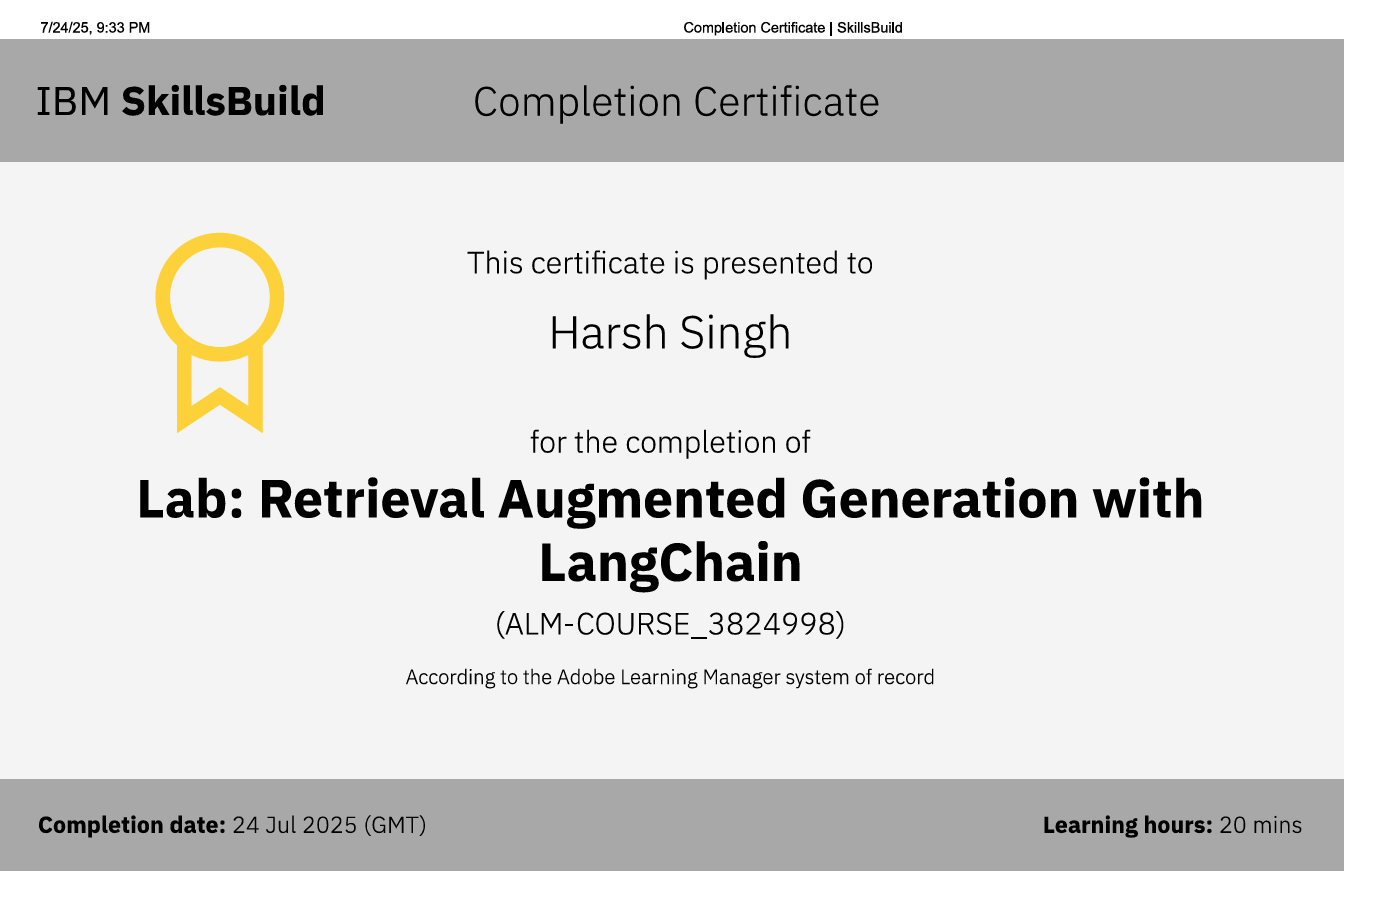 7/24/25, 9:33 PM
Completion Certificate | SkillsBuild
IBM SkillsBuild
Completion Certificate
This certificate is presented to
Harsh Singh
for the completion of
Lab: Retrieval Augmented Generation with
LangChain
(ALM-COURSE_3824998)
According to the Adobe Learning Manager system of record
Completion date: 24 Jul 2025 (GMT)
Learning hours: 20 mins